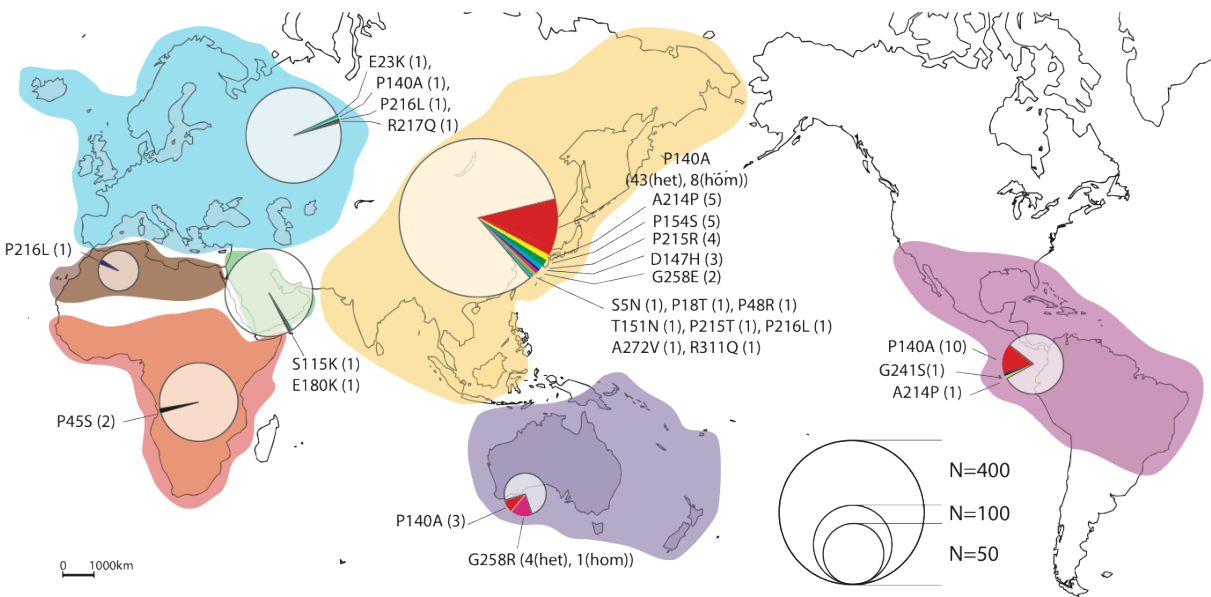 E23K (1),
P140A (1),
P216L (1),
R217Q (1)
P140A
(43(het), 8(hom))
A214P (5)
P154S (5)
P215R (4)
D147H (3)
G258E (2)
S5N (1), P18T (1), P48R (1)
T151N (1), P215T (1), P216L (1)
A272V (1), R311Q (1)
P216L (1)
S115K (1)
E180K (1)
P45S (2)
P140A (10)
G241S(1)
A214P (1)
P140A (3)
G258R (4(het), 1(hom))
N=400
N=100
N=50
0 1000km